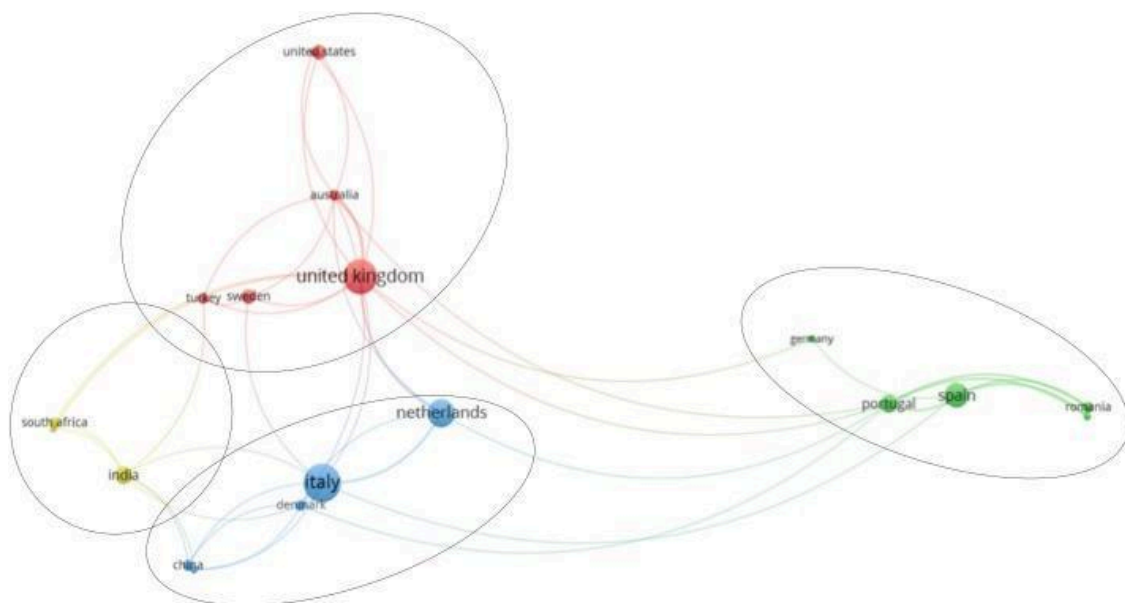 united states
australia
united kingdom
turkey
sweden
germany
netherlands
portugal
spain
romania
south africa
india
italy
denmark
china